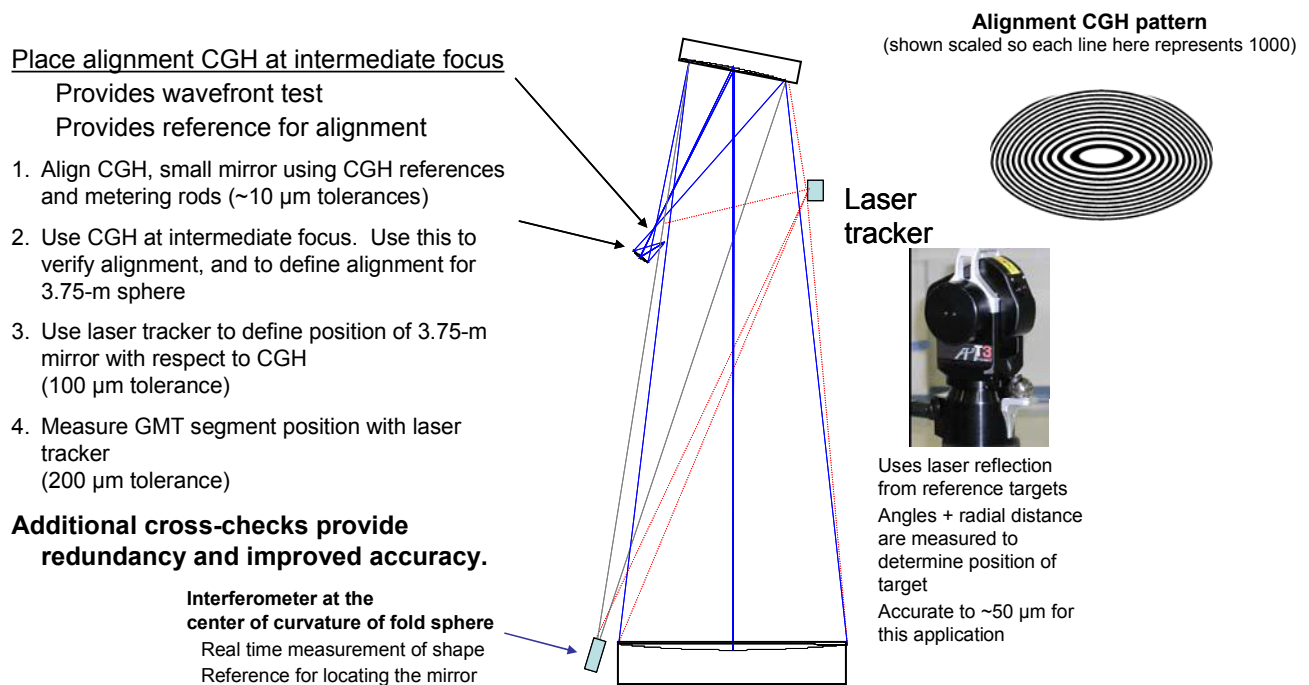 Alignment CGH pattern
(shown scaled so each line here represents 1000)
Place alignment CGH at intermediate focus
Provides wavefront test
Provides reference for alignment
1. Align CGH, small mirror using CGH references
and metering rods (~10 µm tolerances)
2. Use CGH at intermediate focus. Use this to
verify alignment, and to define alignment for
3.75-m sphere
3. Use laser tracker to define position of 3.75-m
mirror with respect to CGH
(100 µm tolerance)
4. Measure GMT segment position with laser
tracker
(200 µm tolerance)
Additional cross-checks provide
redundancy and improved accuracy.
Interferometer at the
center of curvature of fold sphere
Real time measurement of shape
Reference for locating the mirror
Laser
tracker
T3
Uses laser reflection
from reference targets
Angles + radial distance
are measured to
determine position of
target
Accurate to ~50 µm for
this application